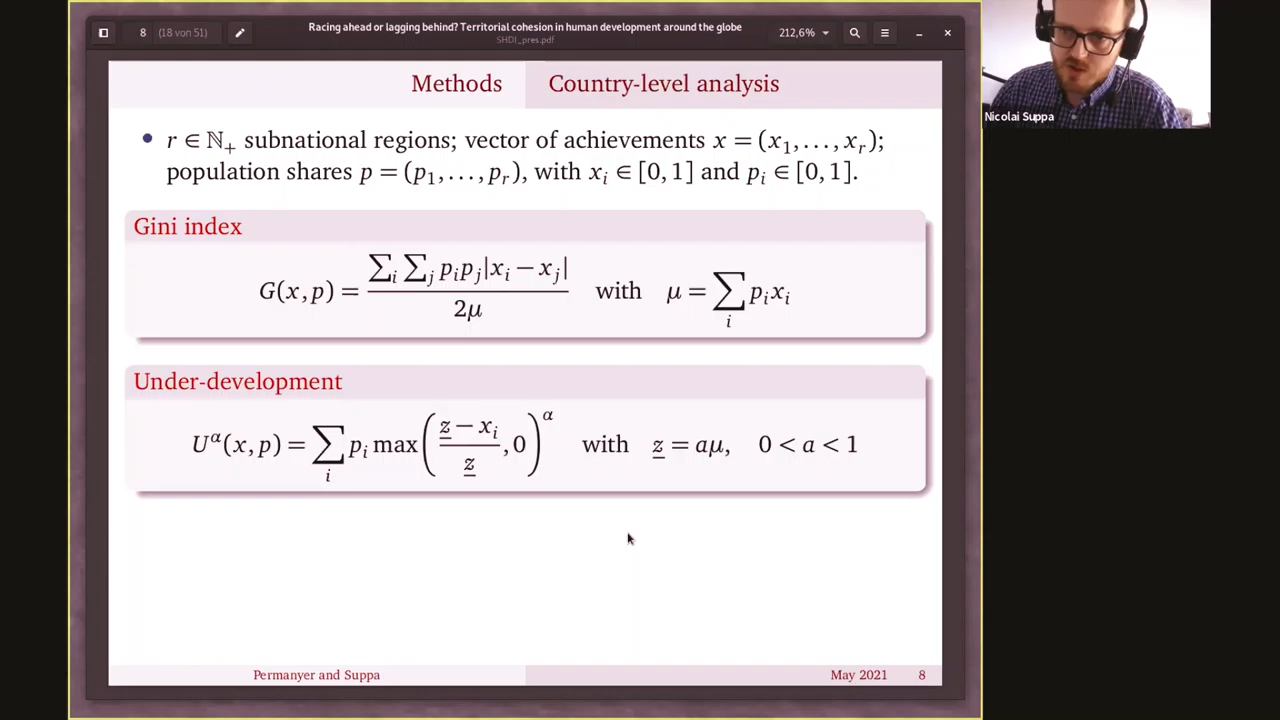 8 (18 von 51)
Racing ahead or lagging behind? Territorial cohesion in human development around the globe
SHDI_pres.pdf
212,6%
Methods Country-level analysis
• r ∈ ℕ₊ subnational regions; vector of achievements x = (x₁, …, xᵣ);
population shares p = (p₁, …, pᵣ), with xᵢ ∈ [0, 1] and pᵢ ∈ [0, 1].
Gini index
G(x, p) = ∑ᵢ ∑ⱼ pᵢpⱼ|xᵢ − xⱼ| / 2μ with μ = ∑ᵢ pᵢxᵢ
Under-development
Uᵅ(x, p) = ∑ᵢ pᵢ max(z̲ − xᵢ / z̲, 0)ᵅ with z̲ = aμ, 0 < a < 1
Permanyer and Suppa May 2021 8
Nicolai Suppa